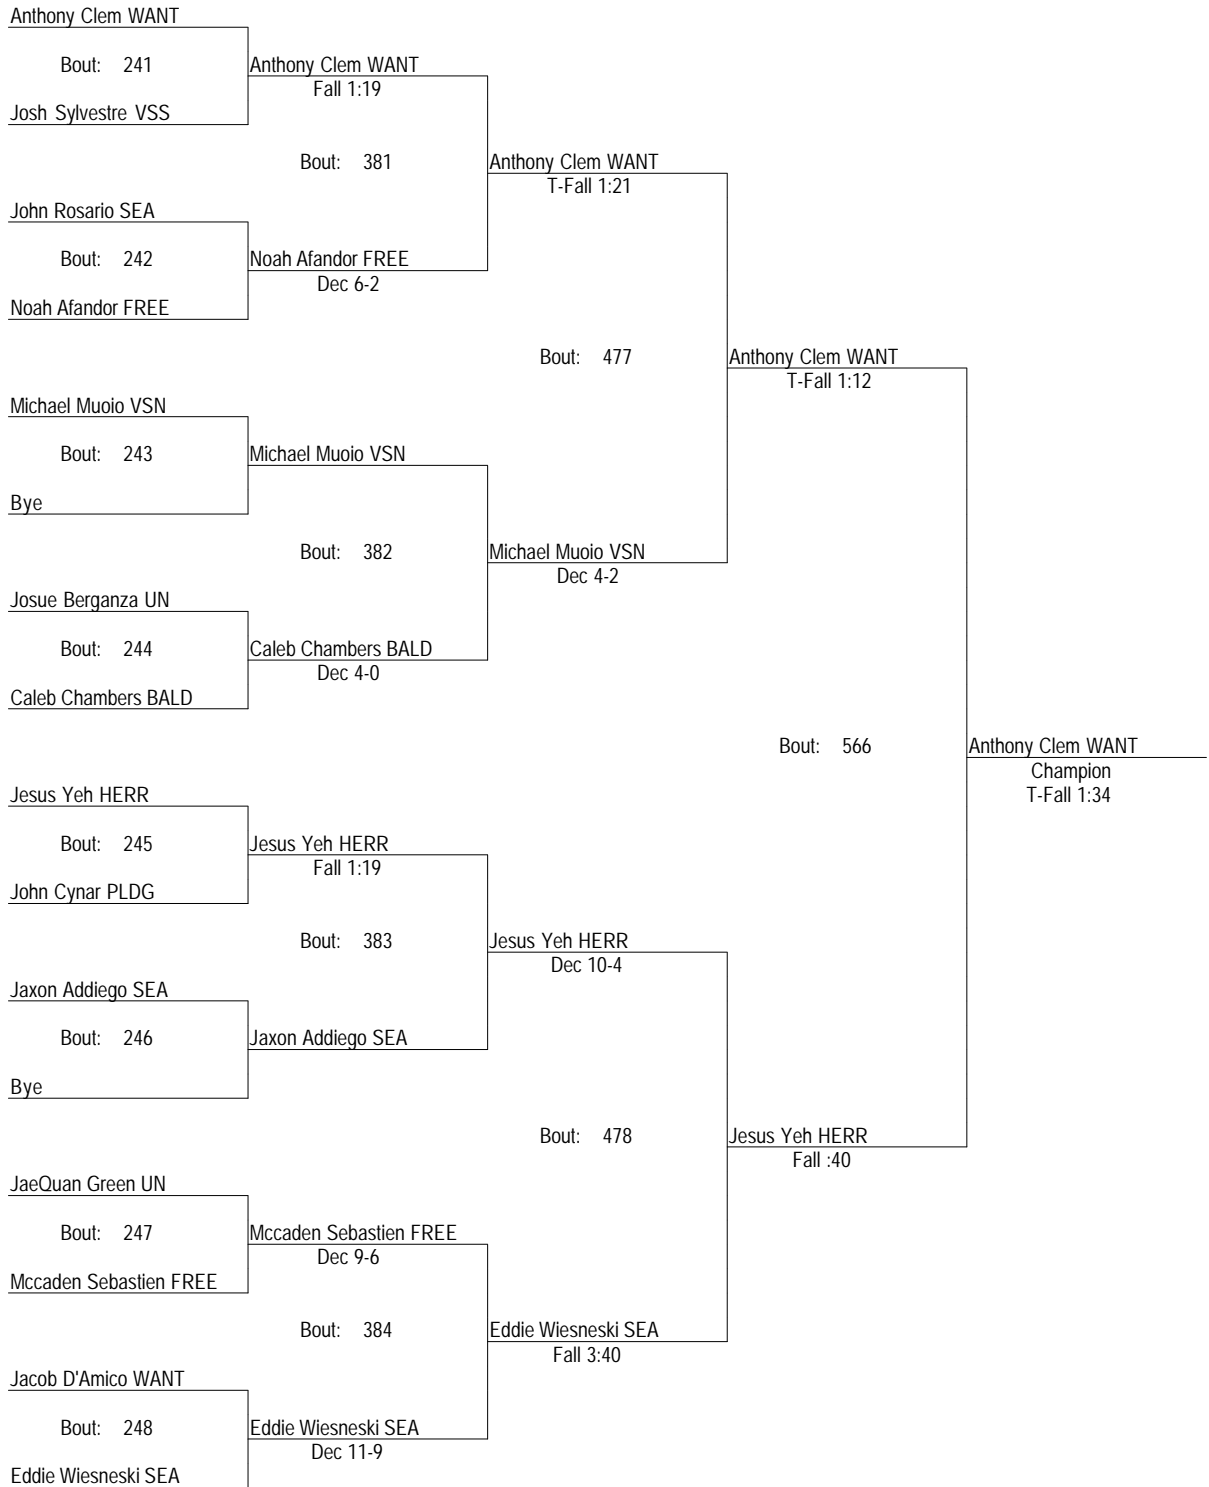 Anthony Clem WANT
Bout: 241
Anthony Clem WANT
Fall 1:19
Josh Sylvestre VSS
Bout: 381
Anthony Clem WANT
T-Fall 1:21
John Rosario SEA
Bout: 242
Noah Afandor FREE
Dec 6-2
Noah Afandor FREE
Bout: 477
Anthony Clem WANT
T-Fall 1:12
Michael Muoio VSN
Bout: 243
Michael Muoio VSN
Bye
Bout: 382
Michael Muoio VSN
Dec 4-2
Josue Berganza UN
Bout: 244
Caleb Chambers BALD
Dec 4-0
Caleb Chambers BALD
Bout: 566
Anthony Clem WANT
Champion
T-Fall 1:34
Jesus Yeh HERR
Bout: 245
Jesus Yeh HERR
Fall 1:19
John Cynar PLDG
Bout: 383
Jesus Yeh HERR
Dec 10-4
Jaxon Addiego SEA
Bout: 246
Jaxon Addiego SEA
Bye
Bout: 478
Jesus Yeh HERR
Fall :40
JaeQuan Green UN
Bout: 247
Mccaden Sebastien FREE
Dec 9-6
Mccaden Sebastien FREE
Bout: 384
Eddie Wiesneski SEA
Fall 3:40
Jacob D'Amico WANT
Bout: 248
Eddie Wiesneski SEA
Dec 11-9
Eddie Wiesneski SEA